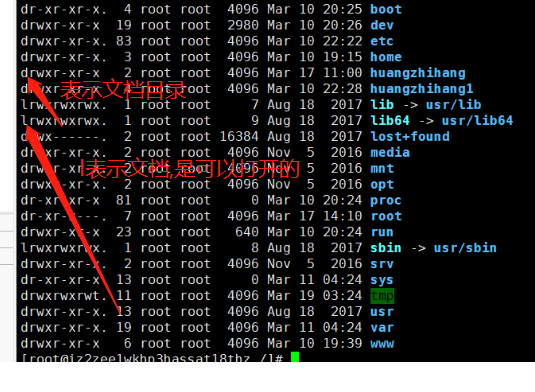 dr-xr-xr-x. 4 root root 4096 Mar 10 20:25 boot
drwxr-xr-x 19 root root 2980 Mar 10 20:26 dev
drwxr-xr-x. 83 root root 4096 Mar 10 22:22 etc
drwxr-xr-x. 3 root root 4096 Mar 10 19:15 home
drwxr-xr-x 2 root root 4096 Mar 17 11:00 huangzhihang
drwxr-xr-x 4 root root 4096 Mar 10 22:28 huangzhihang1
表示文档目录
lrwxrwxrwx. 1 root root 7 Aug 18 2017 lib -> usr/lib
lrwxrwxrwx. 1 root root 9 Aug 18 2017 lib64 -> usr/lib64
drwx------. 2 root root 16384 Aug 18 2017 lost+found
drwxr-xr-x. 2 root root 4096 Nov 5 2016 media
drwxr-xr-x. 2 root root 4096 Nov 5 2016 mnt
l表示文档,是可以打开的
drwxr-xr-x. 2 root root 4096 Nov 5 2016 opt
dr-xr-xr-x 81 root root 0 Mar 10 20:24 proc
dr-xr-x---. 7 root root 4096 Mar 17 14:10 root
drwxr-xr-x 23 root root 640 Mar 10 20:24 run
lrwxrwxrwx. 1 root root 8 Aug 18 2017 sbin -> usr/sbin
drwxr-xr-x. 2 root root 4096 Nov 5 2016 srv
dr-xr-xr-x 13 root root 0 Mar 11 04:24 sys
drwxrwxrwt. 11 root root 4096 Mar 19 03:24 tmp
drwxr-xr-x. 13 root root 4096 Aug 18 2017 usr
drwxr-xr-x. 19 root root 4096 Mar 11 04:24 var
drwxr-xr-x 6 root root 4096 Mar 10 19:39 www
[root@iz2zee1wkhn3hassat18thz /]#